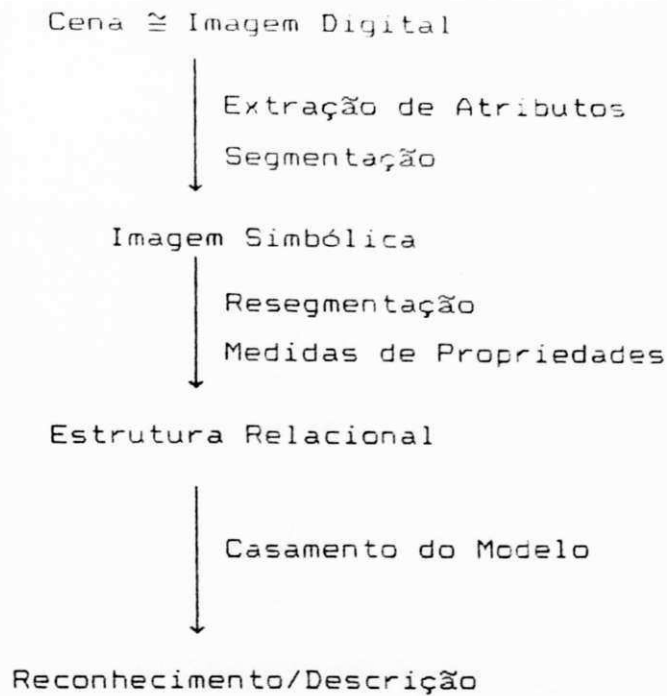 Cena ≅ Imagem Digital
Extração de Atributos
Segmentação
Imagem Simbólica
Resegmentação
Medidas de Propriedades
Estrutura Relacional
Casamento do Modelo
Reconhecimento/Descrição